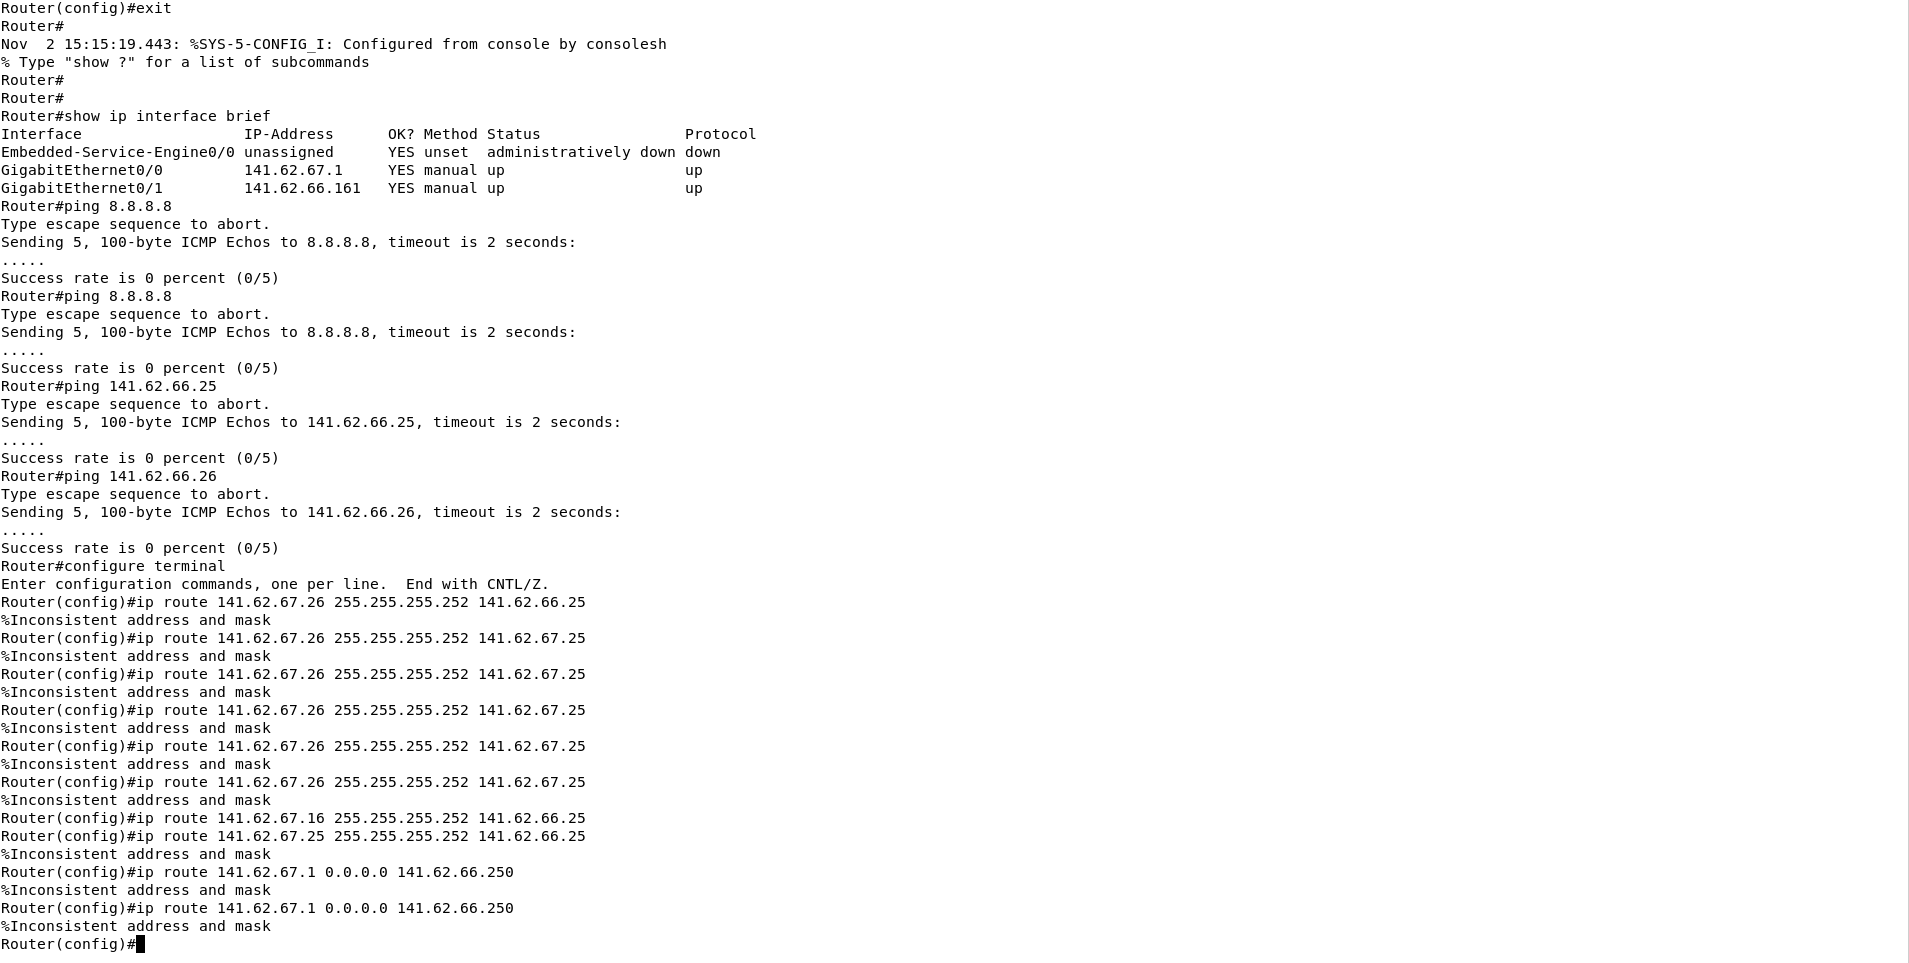 Router(config)#exit
Router#
Nov  2 15:15:19.443: %SYS-5-CONFIG_I: Configured from console by consolesh
% Type "show ?" for a list of subcommands
Router#
Router#
Router#show ip interface brief
Interface                  IP-Address      OK? Method Status                Protocol
Embedded-Service-Engine0/0 unassigned      YES unset  administratively down down
GigabitEthernet0/0         141.62.67.1     YES manual up                    up
GigabitEthernet0/1         141.62.66.161   YES manual up                    up
Router#ping 8.8.8.8
Type escape sequence to abort.
Sending 5, 100-byte ICMP Echos to 8.8.8.8, timeout is 2 seconds:
.....
Success rate is 0 percent (0/5)
Router#ping 8.8.8.8
Type escape sequence to abort.
Sending 5, 100-byte ICMP Echos to 8.8.8.8, timeout is 2 seconds:
.....
Success rate is 0 percent (0/5)
Router#ping 141.62.66.25
Type escape sequence to abort.
Sending 5, 100-byte ICMP Echos to 141.62.66.25, timeout is 2 seconds:
.....
Success rate is 0 percent (0/5)
Router#ping 141.62.66.26
Type escape sequence to abort.
Sending 5, 100-byte ICMP Echos to 141.62.66.26, timeout is 2 seconds:
.....
Success rate is 0 percent (0/5)
Router#configure terminal
Enter configuration commands, one per line.  End with CNTL/Z.
Router(config)#ip route 141.62.67.26 255.255.255.252 141.62.66.25
%Inconsistent address and mask
Router(config)#ip route 141.62.67.26 255.255.255.252 141.62.67.25
%Inconsistent address and mask
Router(config)#ip route 141.62.67.26 255.255.255.252 141.62.67.25
%Inconsistent address and mask
Router(config)#ip route 141.62.67.26 255.255.255.252 141.62.67.25
%Inconsistent address and mask
Router(config)#ip route 141.62.67.26 255.255.255.252 141.62.67.25
%Inconsistent address and mask
Router(config)#ip route 141.62.67.26 255.255.255.252 141.62.67.25
%Inconsistent address and mask
Router(config)#ip route 141.62.67.16 255.255.255.252 141.62.66.25
Router(config)#ip route 141.62.67.25 255.255.255.252 141.62.66.25
%Inconsistent address and mask
Router(config)#ip route 141.62.67.1 0.0.0.0 141.62.66.250
%Inconsistent address and mask
Router(config)#ip route 141.62.67.1 0.0.0.0 141.62.66.250
%Inconsistent address and mask
Router(config)#